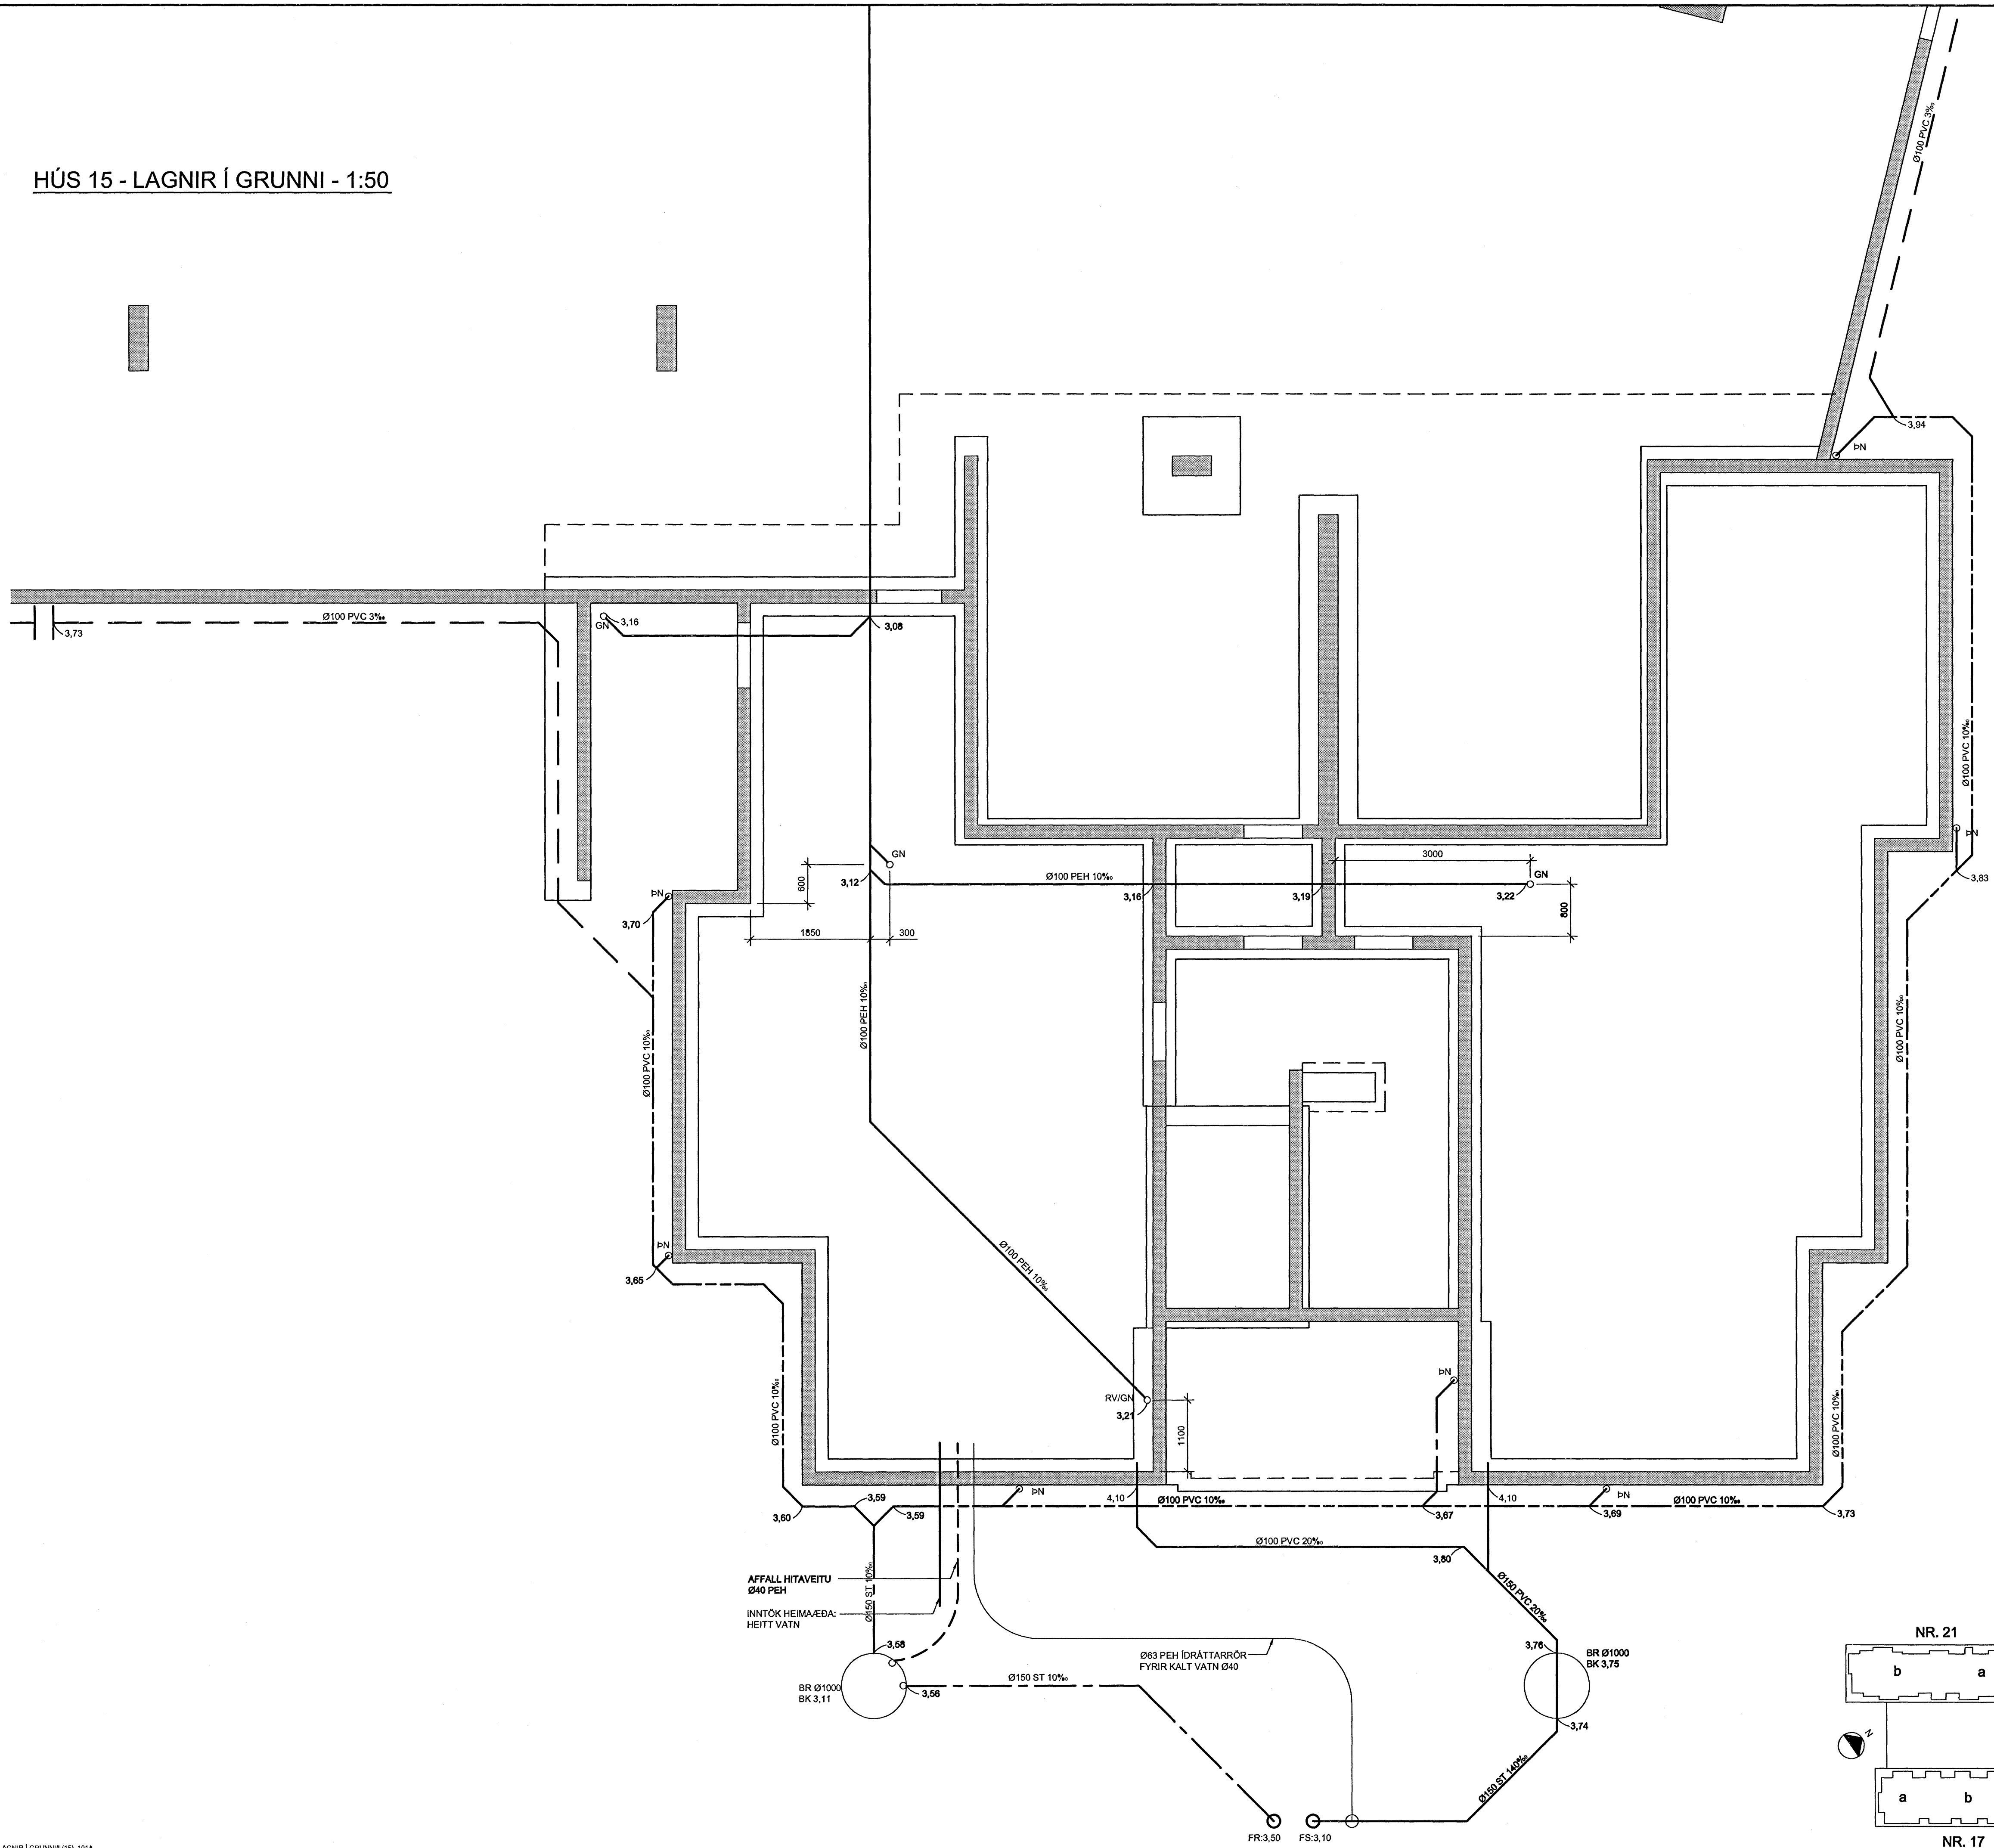 HÚS 15 - LAGNIR Í GRUNNI - 1:50
Ø100 PVC 3‰
3,94
ÞN
Ø100 PVC 3‰
3,73
GN
3,16
3,08
Ø100 PVC 10‰
ÞN
3,83
GN
3,12
600
Ø100 PEH 10‰
3,16
3,19
3000
GN
3,22
800
1850
300
ÞN
3,70
Ø100 PEH 10‰
Ø100 PVC 10‰
Ø100 PVC 10‰
ÞN
3,65
Ø100 PEH 10‰
RV/GN
3,21
1100
ÞN
Ø100 PVC 10‰
Ø100 PVC 10‰
3,60
3,59
3,59
ÞN
4,10
Ø100 PVC 10‰
3,67
4,10
ÞN
3,69
Ø100 PVC 10‰
3,73
Ø100 PVC 20‰
3,80
Ø150 PVC 20‰
AFFALL HITAVEITU
Ø40 PEH
INNTÖK HEIMAÆÐA:
HEITT VATN
Ø150 ST 10‰
3,58
BR Ø1000
BK 3,11
3,56
Ø150 ST 10‰
Ø63 PEH ÍDRÁTTARRÖR
FYRIR KALT VATN Ø40
3,76
BR Ø1000
BK 3,75
3,74
Ø150 ST 140‰
FR:3,50
FS:3,10
NR. 21
b
a
N
a
b
NR. 17